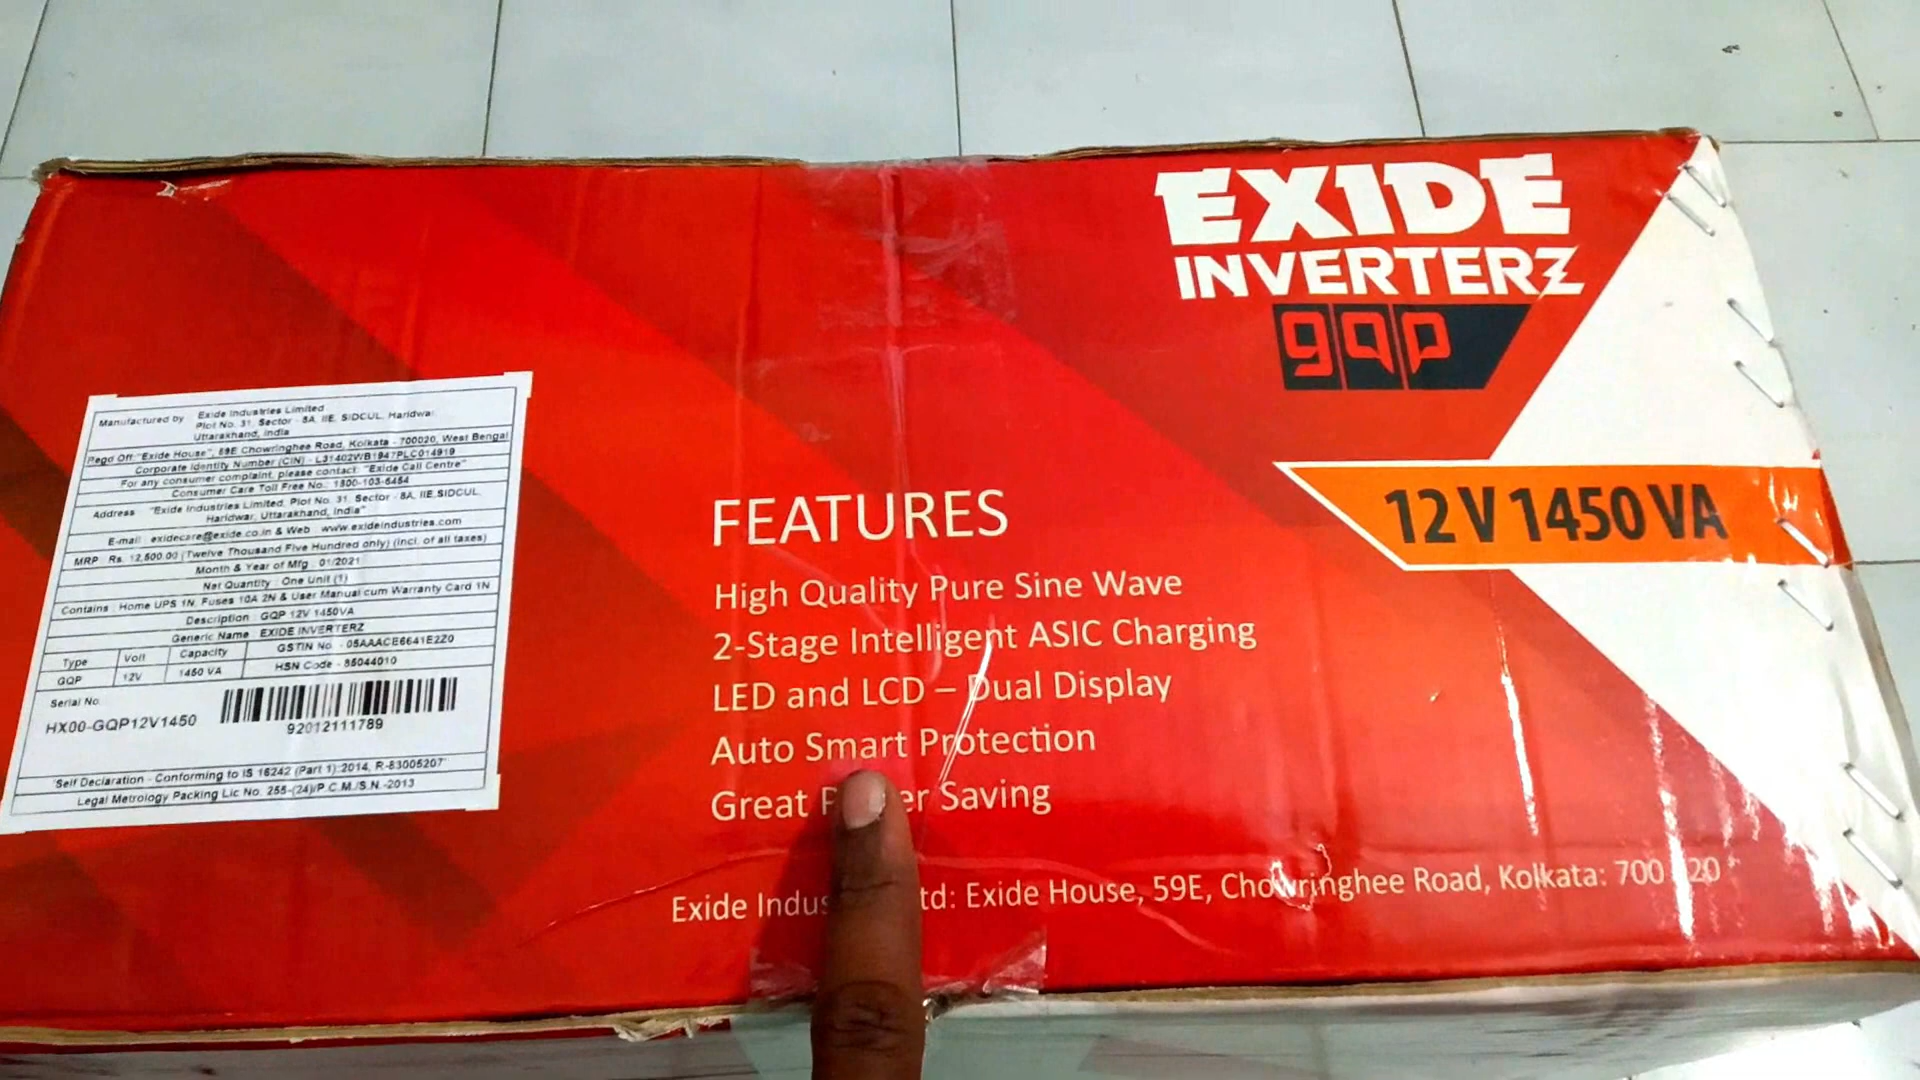 EXIDE
INVERTERZ
gqp
12V 1450 VA
Manufactured by Exide Industries Limited
Plot No. 31, Sector - 8A, IIE, SIDCUL, Haridwar
Uttarakhand, India
Regd Off: "Exide House", 59E Chowringhee Road, Kolkata - 700020, West Bengal
Corporate Identity Number (CIN) - L31402WB1947PLC014919
For any consumer complaint, please contact: "Exide Call Centre"
Consumer Care Toll Free No.: 1800-103-5454
Address "Exide Industries Limited, Plot No. 31, Sector - 8A, IIE, SIDCUL,
Haridwar, Uttarakhand, India"
E-mail : exidecare@exide.co.in & Web : www.exideindustries.com
MRP : Rs. 12,500.00 (Twelve Thousand Five Hundred only) (incl. of all taxes)
Month & Year of Mfg : 01/2021
Net Quantity : One Unit (1)
Contains : Home UPS 1N, Fuses 10A 2N & User Manual cum Warranty Card 1N
Description : GQP 12V 1450VA
Generic Name : EXIDE INVERTERZ
Type Volt Capacity GSTIN No. - 05AAACE6641E2Z0
GQP 12V 1450 VA HSN Code - 85044010
Serial No.
HX00-GQP12V1450
92012111789
"Self Declaration - Conforming to IS 16242 (Part 1):2014, R-83005207"
Legal Metrology Packing Lic No. 255-(24)/P.C.M./S.N.-2013
FEATURES
High Quality Pure Sine Wave
2-Stage Intelligent ASIC Charging
LED and LCD – Dual Display
Auto Smart Protection
Great Saving
Exide td: Exide House, 59E, Chowringhee Road, Kolkata: 700